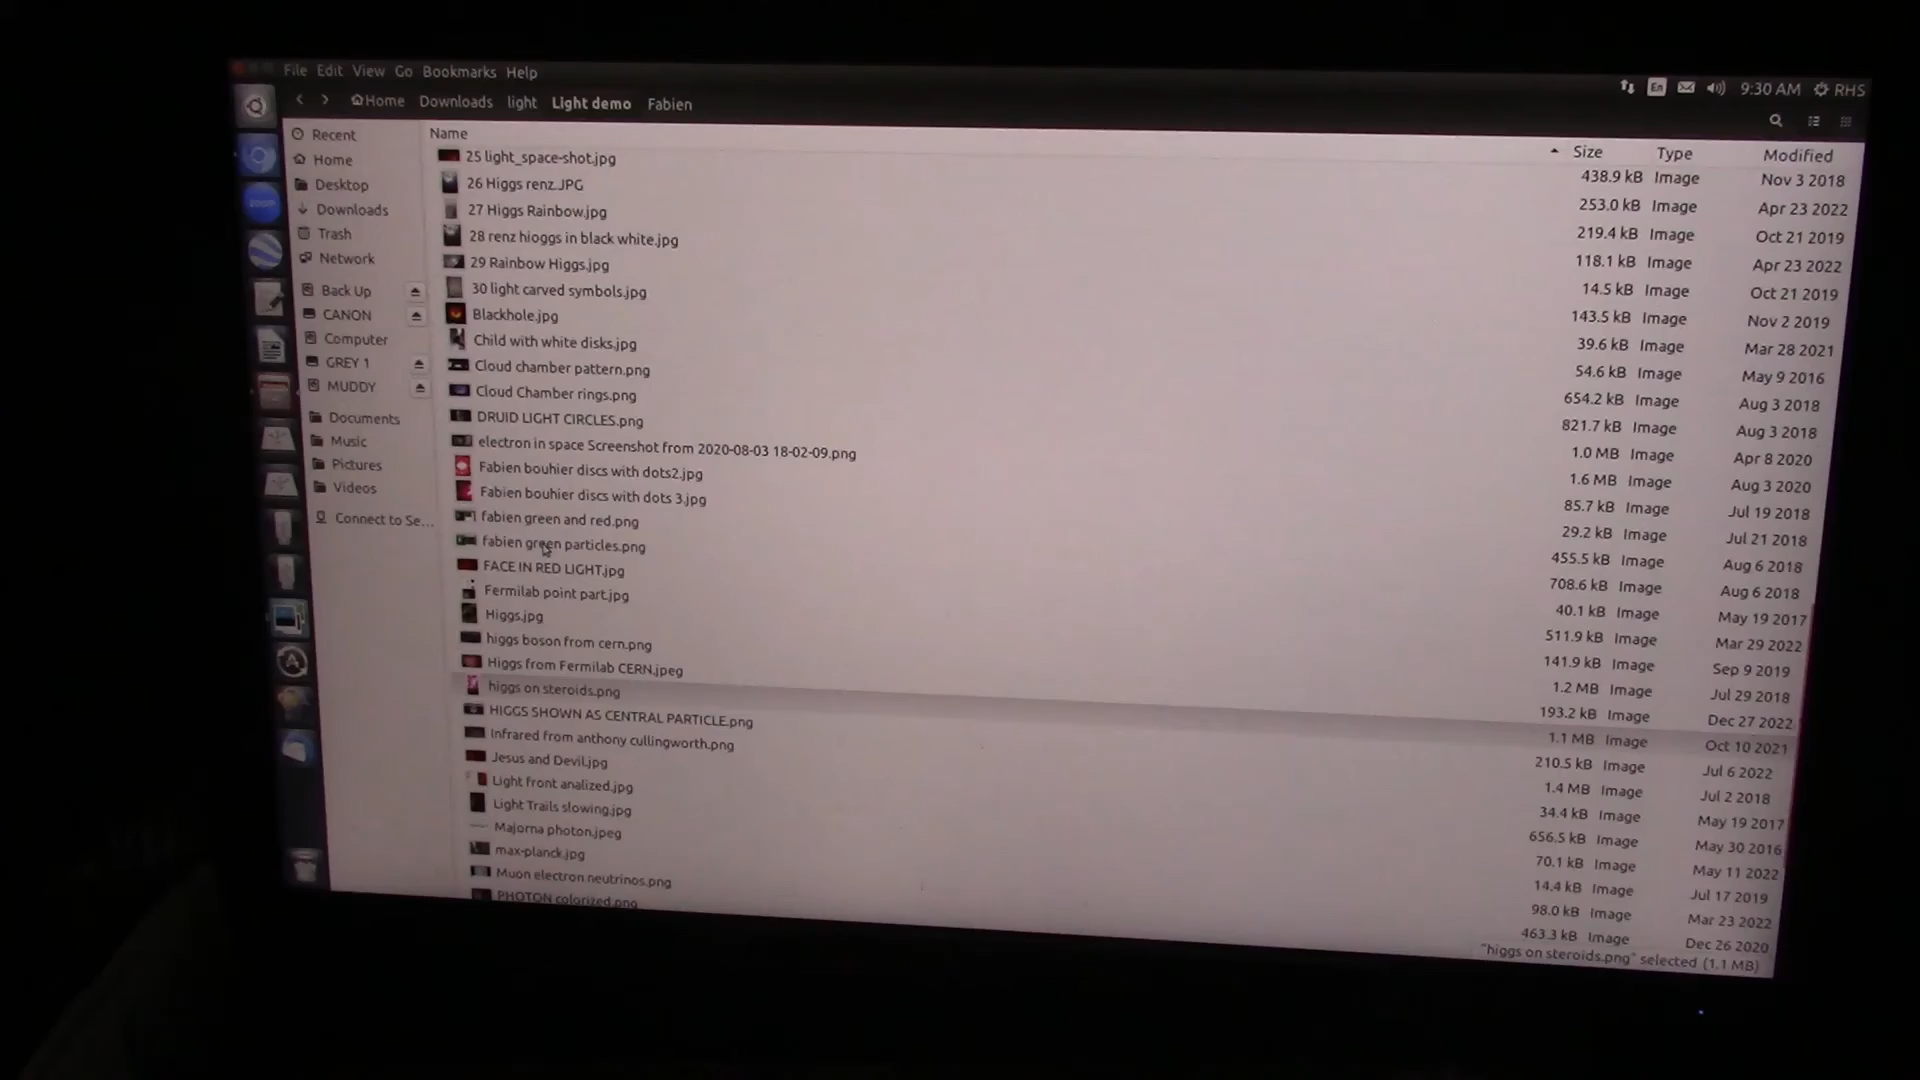 File Edit View Go Bookmarks Help
En 9:30 AM RHS
Home Downloads light Light demo Fabien
Recent
Home
Desktop
Downloads
Trash
Network
Back Up
CANON
Computer
GREY 1
MUDDY
Documents
Music
Pictures
Videos
Connect to Se...
zoom
Name Size Type Modified
25 light_space-shot.jpg 438.9 kB Image Nov 3 2018
26 Higgs renz.JPG 253.0 kB Image Apr 23 2022
27 Higgs Rainbow.jpg 219.4 kB Image Oct 21 2019
28 renz hioggs in black white.jpg 118.1 kB Image Apr 23 2022
29 Rainbow Higgs.jpg 14.5 kB Image Oct 21 2019
30 light carved symbols.jpg 143.5 kB Image Nov 2 2019
Blackhole.jpg 39.6 kB Image Mar 28 2021
Child with white disks.jpg 54.6 kB Image May 9 2016
Cloud chamber pattern.png 654.2 kB Image Aug 3 2018
Cloud Chamber rings.png 821.7 kB Image Aug 3 2018
DRUID LIGHT CIRCLES.png 1.0 MB Image Apr 8 2020
electron in space Screenshot from 2020-08-03 18-02-09.png 1.6 MB Image Aug 3 2020
Fabien bouhier discs with dots2.jpg 85.7 kB Image Jul 19 2018
Fabien bouhier discs with dots 3.jpg 29.2 kB Image Jul 21 2018
fabien green and red.png 455.5 kB Image Aug 6 2018
fabien green particles.png 708.6 kB Image Aug 6 2018
FACE IN RED LIGHT.jpg 40.1 kB Image May 19 2017
Fermilab point part.jpg 511.9 kB Image Mar 29 2022
Higgs.jpg 141.9 kB Image Sep 9 2019
higgs boson from cern.png 1.2 MB Image Jul 29 2018
Higgs from Fermilab CERN.jpeg 193.2 kB Image Dec 27 2022
higgs on steroids.png 1.1 MB Image Oct 10 2021
HIGGS SHOWN AS CENTRAL PARTICLE.png 210.5 kB Image Jul 6 2022
Infrared from anthony cullingworth.png 1.4 MB Image Jul 2 2018
Jesus and Devil.jpg 34.4 kB Image May 19 2017
Light front analized.jpg 656.5 kB Image May 30 2016
Light Trails slowing.jpg 70.1 kB Image May 11 2022
Majorna photon.jpeg 14.4 kB Image Jul 17 2019
max-planck.jpg 98.0 kB Image Mar 23 2022
Muon electron neutrinos.png 463.3 kB Image Dec 26 2020
PHOTON colorized.png
"higgs on steroids.png" selected (1.1 MB)